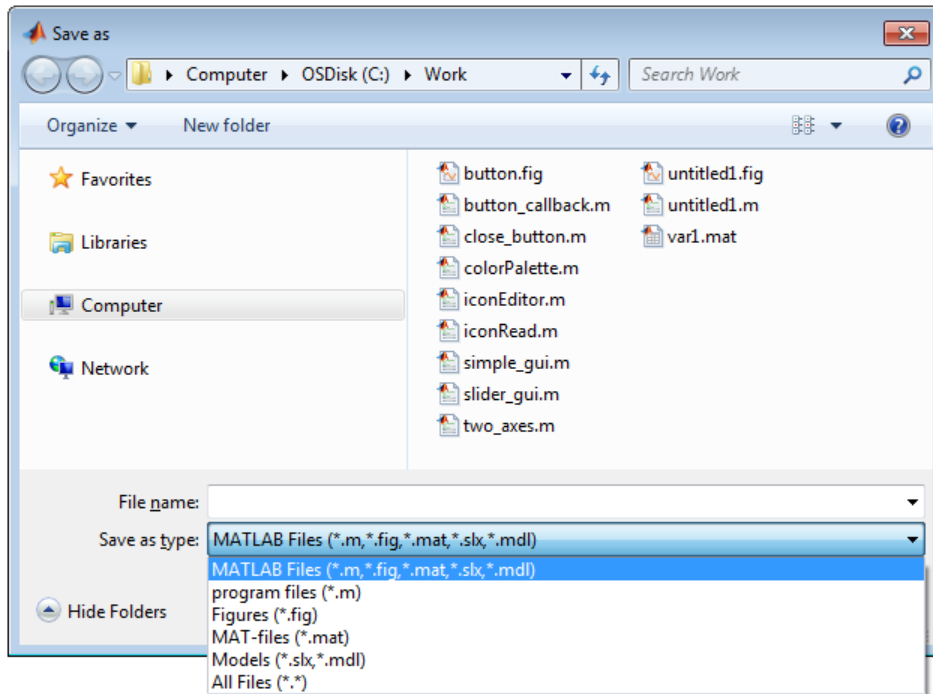 Save as
Computer OSDisk (C:) Work Search Work
Organize New folder
Favorites
Libraries
Computer
Network
button.fig
button_callback.m
close_button.m
colorPalette.m
iconEditor.m
iconRead.m
simple_gui.m
slider_gui.m
two_axes.m
untitled1.fig
untitled1.m
var1.mat
File name:
Save as type: MATLAB Files (*.m,*.fig,*.mat,*.slx,*.mdl)
MATLAB Files (*.m,*.fig,*.mat,*.slx,*.mdl)
program files (*.m)
Figures (*.fig)
MAT-files (*.mat)
Models (*.slx,*.mdl)
All Files (*.*)
Hide Folders